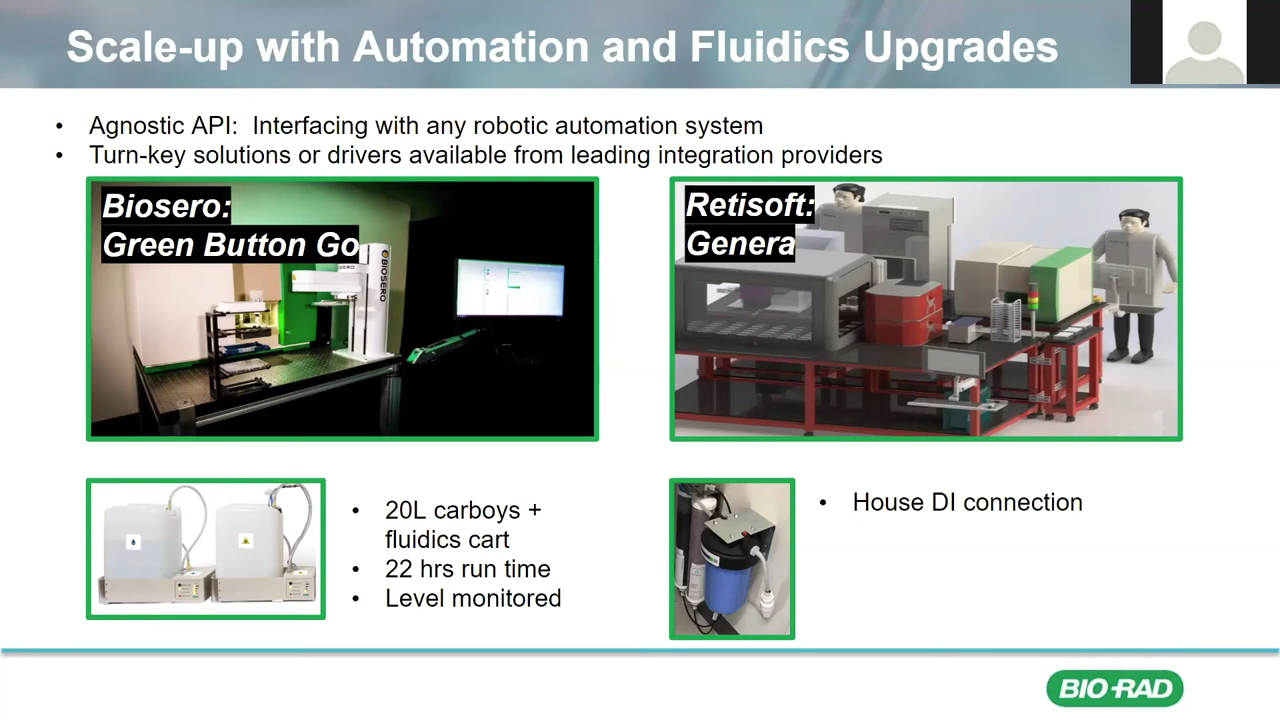 Scale-up with Automation and Fluidics Upgrades
• Agnostic API: Interfacing with any robotic automation system
• Turn-key solutions or drivers available from leading integration providers
Biosero:
Green Button Go
BIOSERO
Retisoft:
Genera
• 20L carboys +
fluidics cart
• 22 hrs run time
• Level monitored
• House DI connection
BIO-RAD